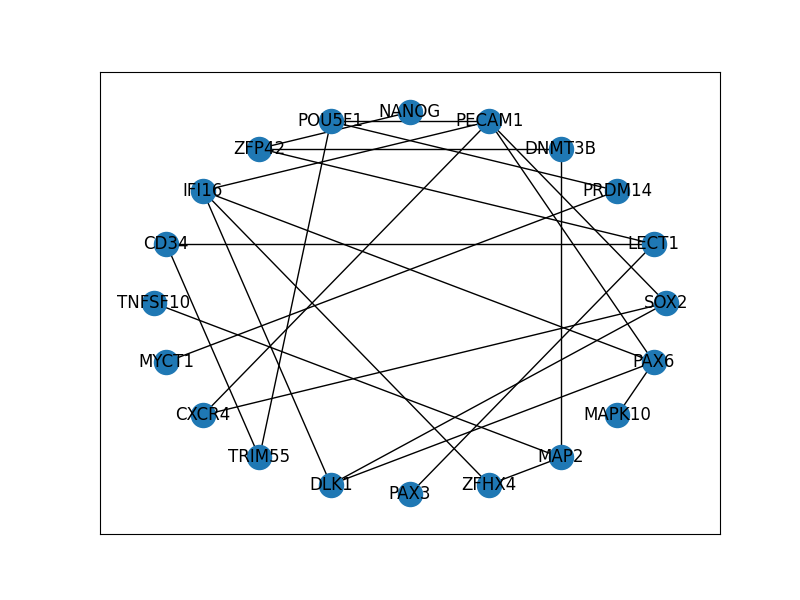 NANOG
POU5F1
PECAM1
ZFP42
DNMT3B
IFI16
PRDM14
CD34
LECT1
TNFSF10
SOX2
MYCT1
PAX6
CXCR4
MAPK10
TRIM55
MAP2
DLK1
ZFHX4
PAX3